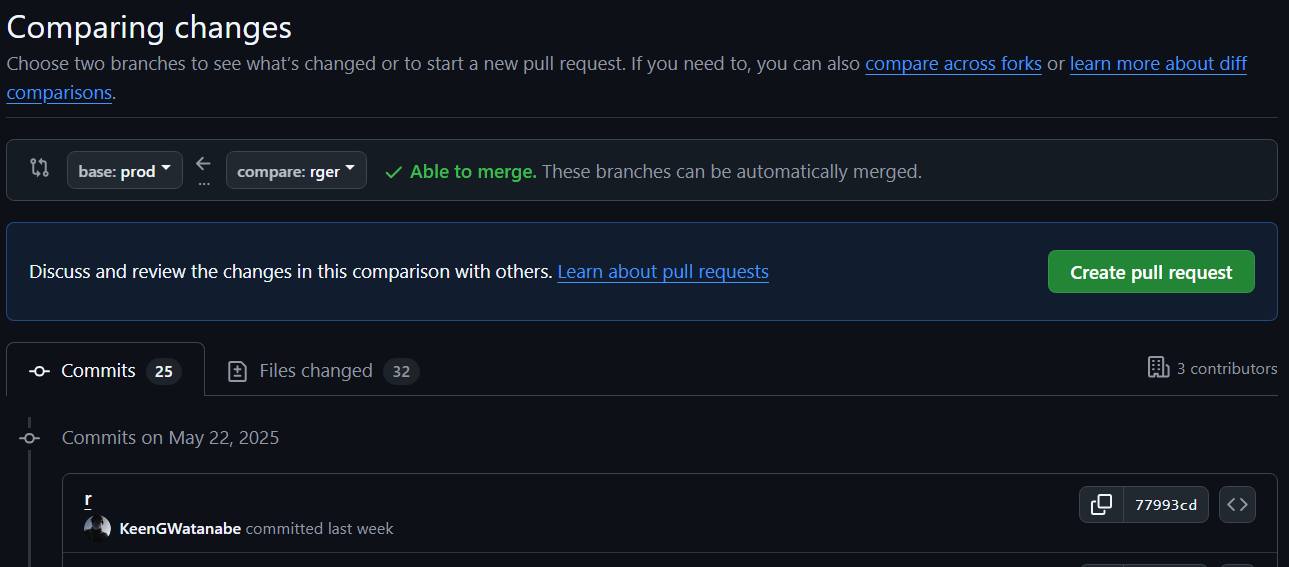 Comparing changes
Choose two branches to see what's changed or to start a new pull request. If you need to, you can also compare across forks or learn more about diff
comparisons.
base: prod ← ... compare: rger ✓ Able to merge. These branches can be automatically merged.
Discuss and review the changes in this comparison with others. Learn about pull requests Create pull request
Commits 25 Files changed 32 3 contributors
Commits on May 22, 2025
r
77993cd
KeenGWatanabe committed last week